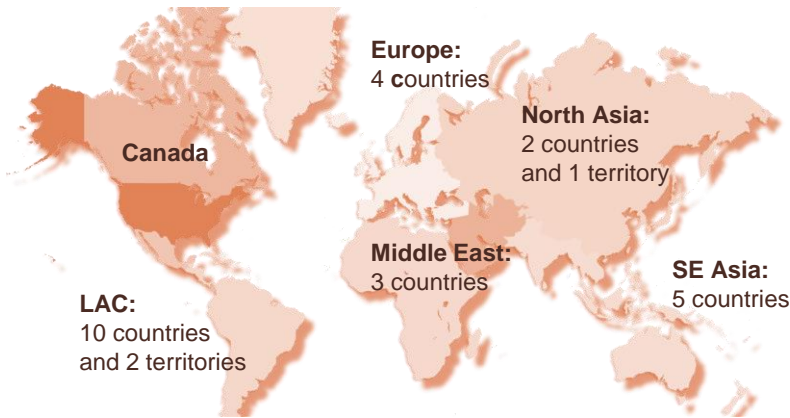 Europe:
4 countries
North Asia:
2 countries
and 1 territory
Canada
Middle East:
3 countries
SE Asia:
5 countries
LAC:
10 countries
and 2 territories